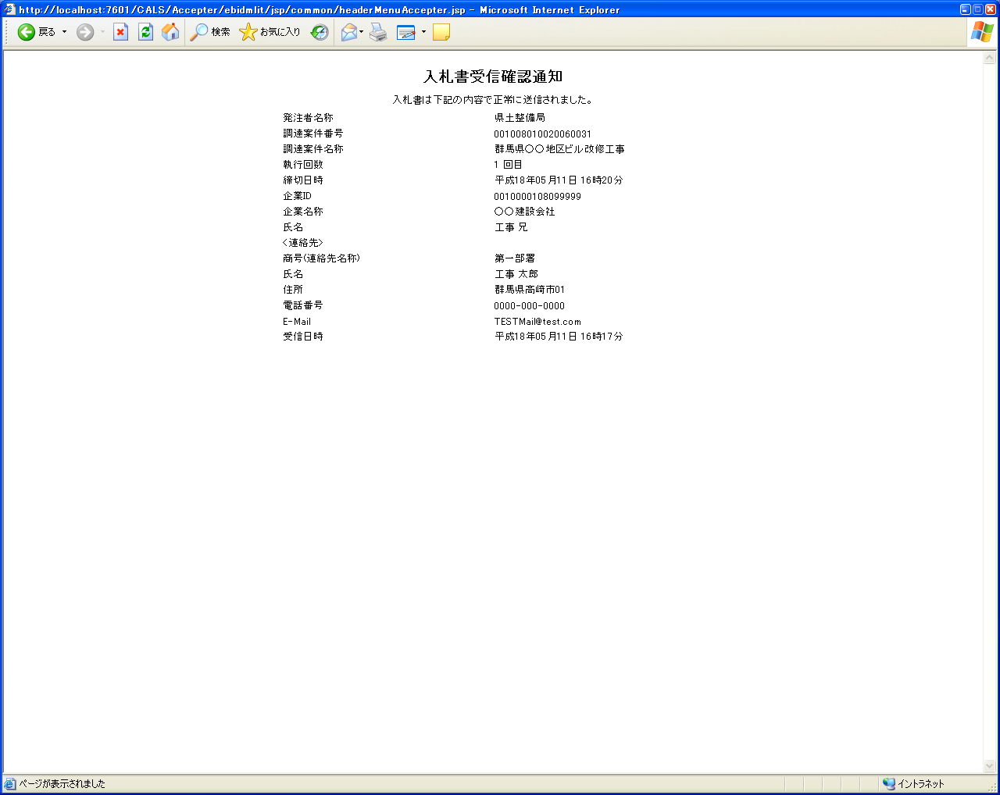 http://localhost:7601/CALS/Accepter/ebidmlit/jsp/common/headerMenuAccepter.jsp - Microsoft Internet Explorer
戻る 検索 お気に入り
入札書受信確認通知
入札書は下記の内容で正常に送信されました。
発注者名称 県土整備局
調達案件番号 001008010020060031
調達案件名称 群馬県〇〇地区ビル改修工事
執行回数 1 回目
締切日時 平成18年05月11日 16時20分
企業ID 0010000108099999
企業名称 〇〇建設会社
氏名 工事 兄
<連絡先>
商号(連絡先名称) 第一部署
氏名 工事 太郎
住所 群馬県高崎市01
電話番号 0000-000-0000
E-Mail TESTMail@test.com
受信日時 平成18年05月11日 16時17分
ページが表示されました イントラネット